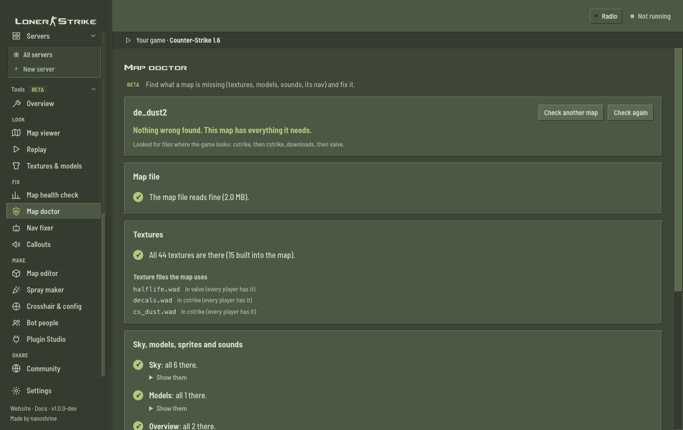 LONERSTRIKE
Servers
All servers
New server
Tools BETA
Overview
LOOK
Map viewer
Replay
Textures & models
FIX
Map health check
Map doctor
Nav fixer
Callouts
MAKE
Map editor
Spray maker
Crosshair & config
Bot people
Plugin Studio
SHARE
Community
Settings
Website · Docs · v1.0.0-dev
Made by nanoshrine
Radio
Not running
Your game · Counter-Strike 1.6
MAP DOCTOR
BETA Find what a map is missing (textures, models, sounds, its nav) and fix it.
de_dust2
Check another map
Check again
Nothing wrong found. This map has everything it needs.
Looked for files where the game looks: cstrike, then cstrike_downloads, then valve.
Map file
The map file reads fine (2.0 MB).
Textures
All 44 textures are there (15 built into the map).
Texture files the map uses
halflife.wad in valve (every player has it)
decals.wad in cstrike (every player has it)
cs_dust.wad in cstrike (every player has it)
Sky, models, sprites and sounds
Sky: all 6 there.
Show them
Models: all 1 there.
Show them
Overview: all 2 there.